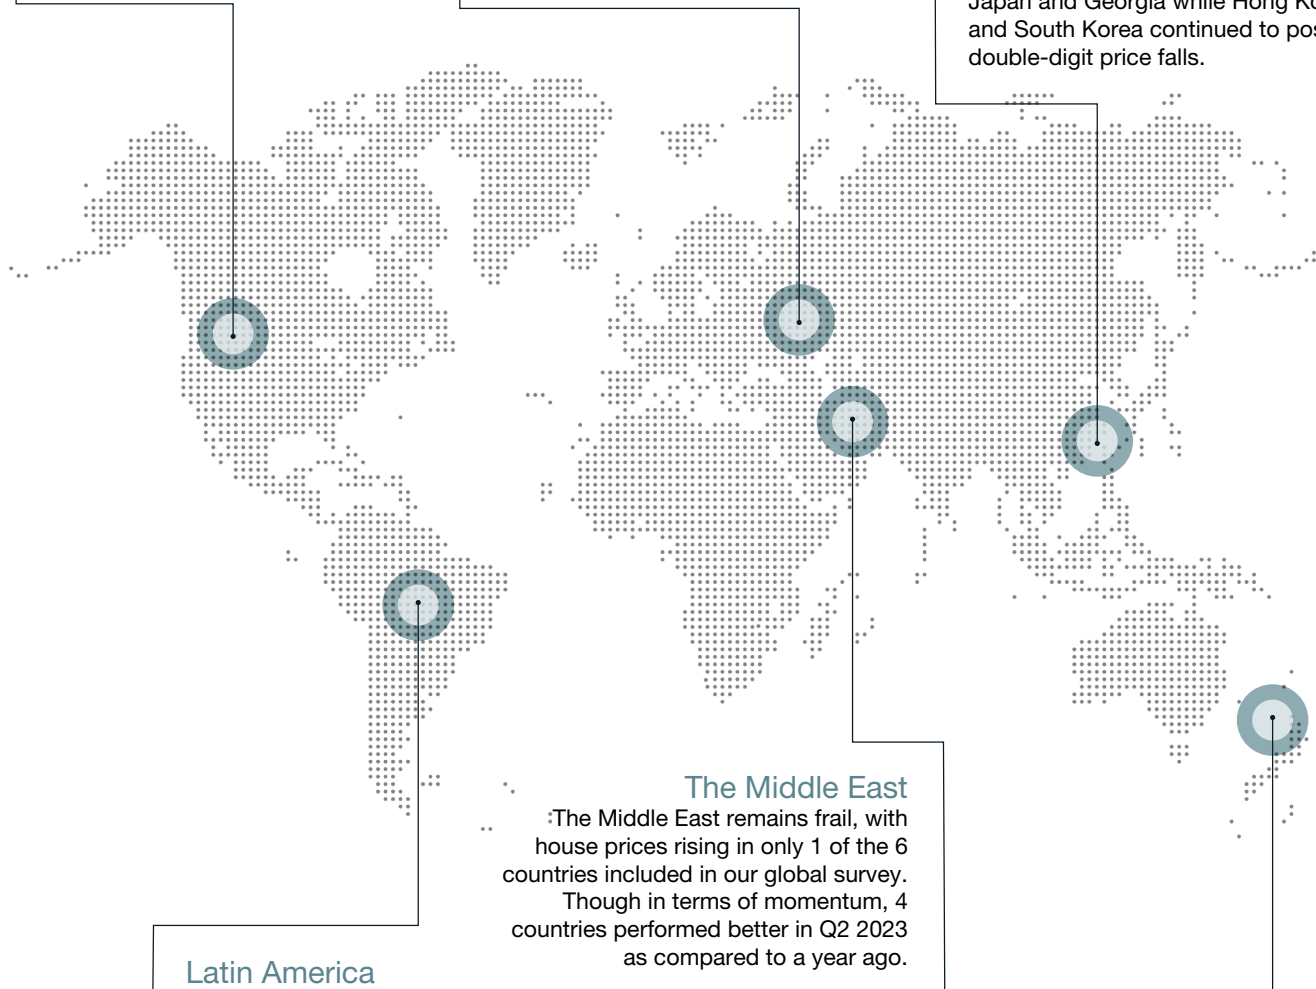 Japan and Georgia while Hong
and South Korea continued to
double-digit price falls.
The Middle East
The Middle East remains frail, with
house prices rising in only 1 of the 6
countries included in our global survey.
Though in terms of momentum, 4
countries performed better in Q2 2023
as compared to a year ago.
Latin America